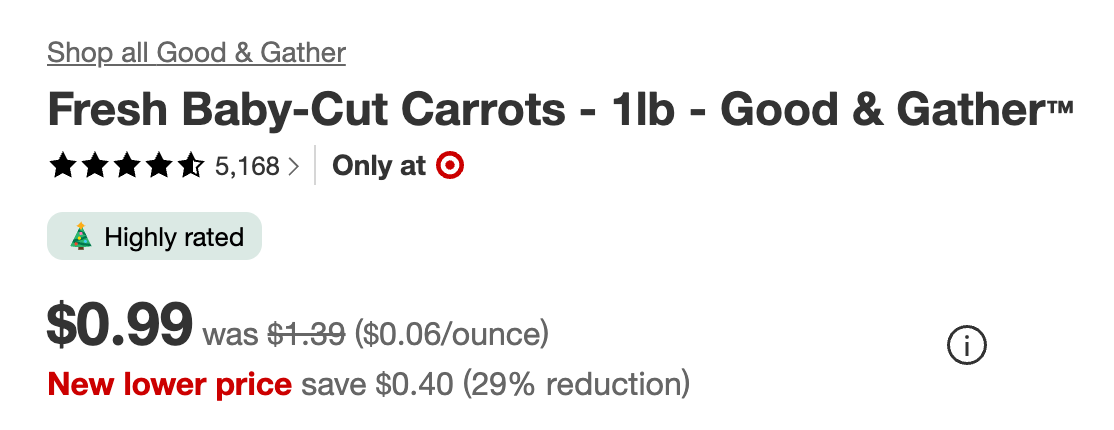 Shop all Good & Gather
Fresh Baby-Cut Carrots - 1lb - Good & Gather™
5,168 > Only at
Highly rated
$0.99 was $1.39 ($0.06/ounce)
New lower price save $0.40 (29% reduction)